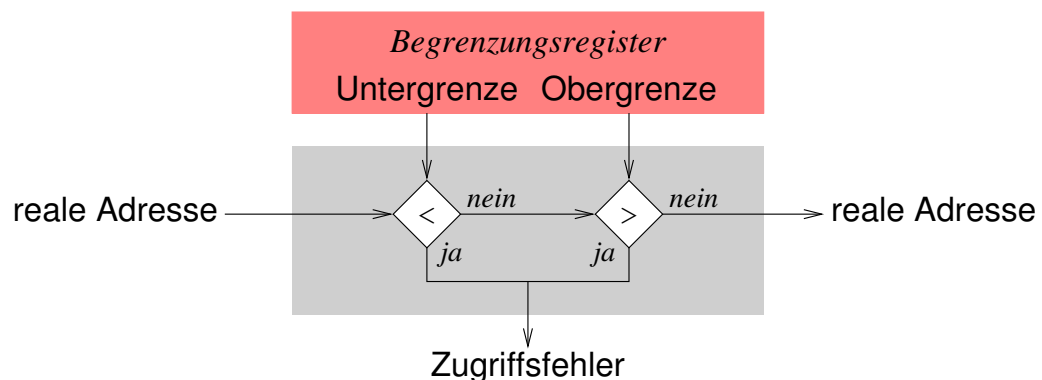 Begrenzungsregister
Untergrenze Obergrenze
reale Adresse < nein > nein reale Adresse
ja ja
Zugriffsfehler